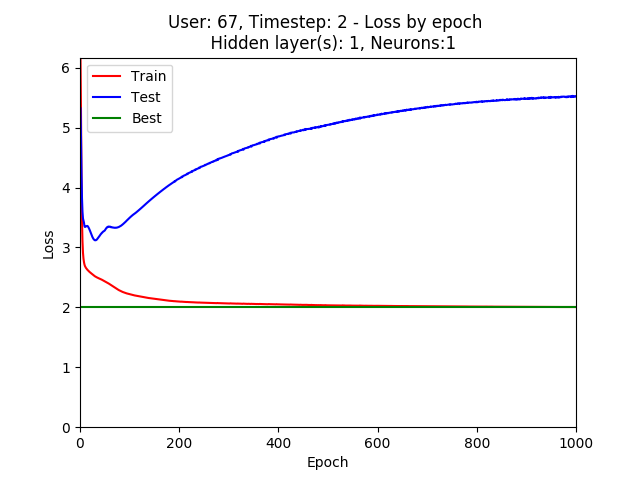 User: 67, Timestep: 2 - Loss by epoch
Hidden layer(s): 1, Neurons:1
6
5
4
3
2
1
0
Loss
Train
Test
Best
0 200 400 600 800 1000
Epoch